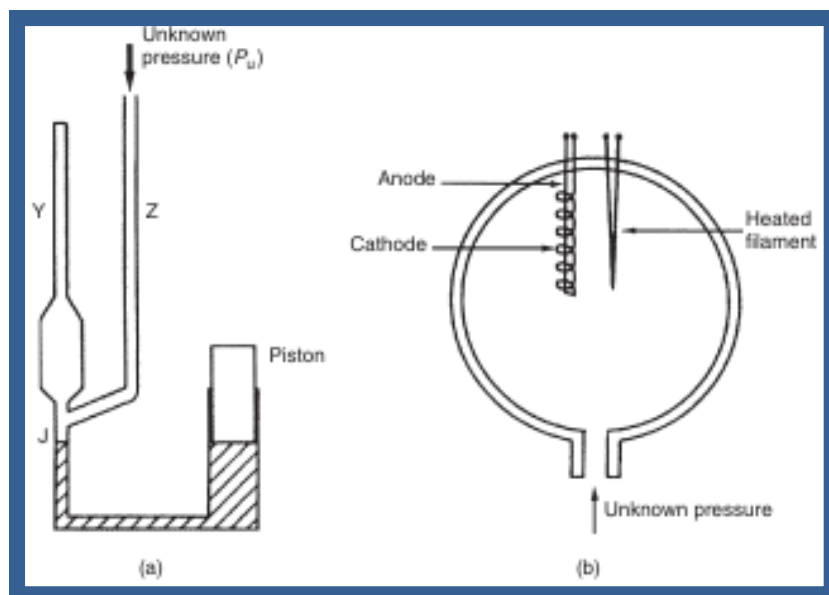 Unknown
pressure (Pu)
Y
Z
Piston
J
(a)
Anode
Cathode
Heated
filament
Unknown pressure
(b)